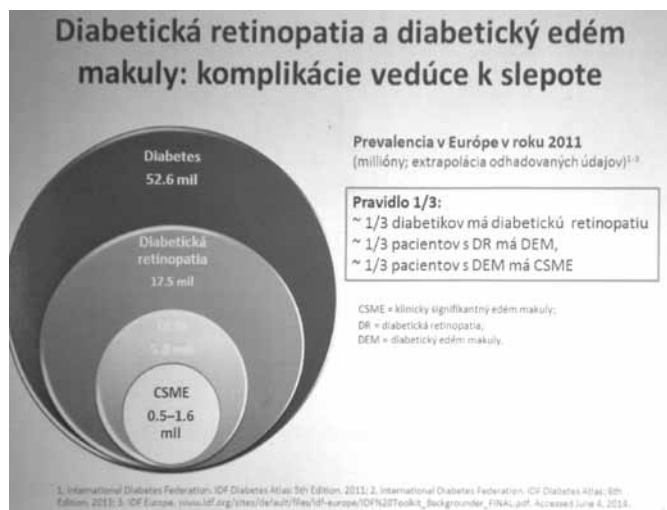 Diabetická retinopatia a diabetický edém
makuly: komplikácie vedúce k slepote
Diabetes
52.6 mil
Diabetická
retinopatia
17.5 mil
CSME
0.5–1.6
mil
Prevalencia v Európe v roku 2011
(milióny; extrapolácia odhadovaných údajov)¹⁻³
Pravidlo 1/3:
~ 1/3 diabetikov má diabetickú retinopatiu
~ 1/3 pacientov s DR má DEM,
~ 1/3 pacientov s DEM má CSME
CSME = klinicky signifikantný edém makuly;
DR = diabetická retinopatia,
DEM = diabetický edém makuly.
1. International Diabetes Federation. IDF Diabetes Atlas 5th Edition, 2011; 2. International Diabetes Federation. IDF Diabetes Atlas; 6th
Edition, 2013; 3. IDF Europe. www.idf.org/sites/default/files/idf-europe/IDF%20Toolkit_Backgrounder_FINAL.pdf. Accessed June 4, 2014.